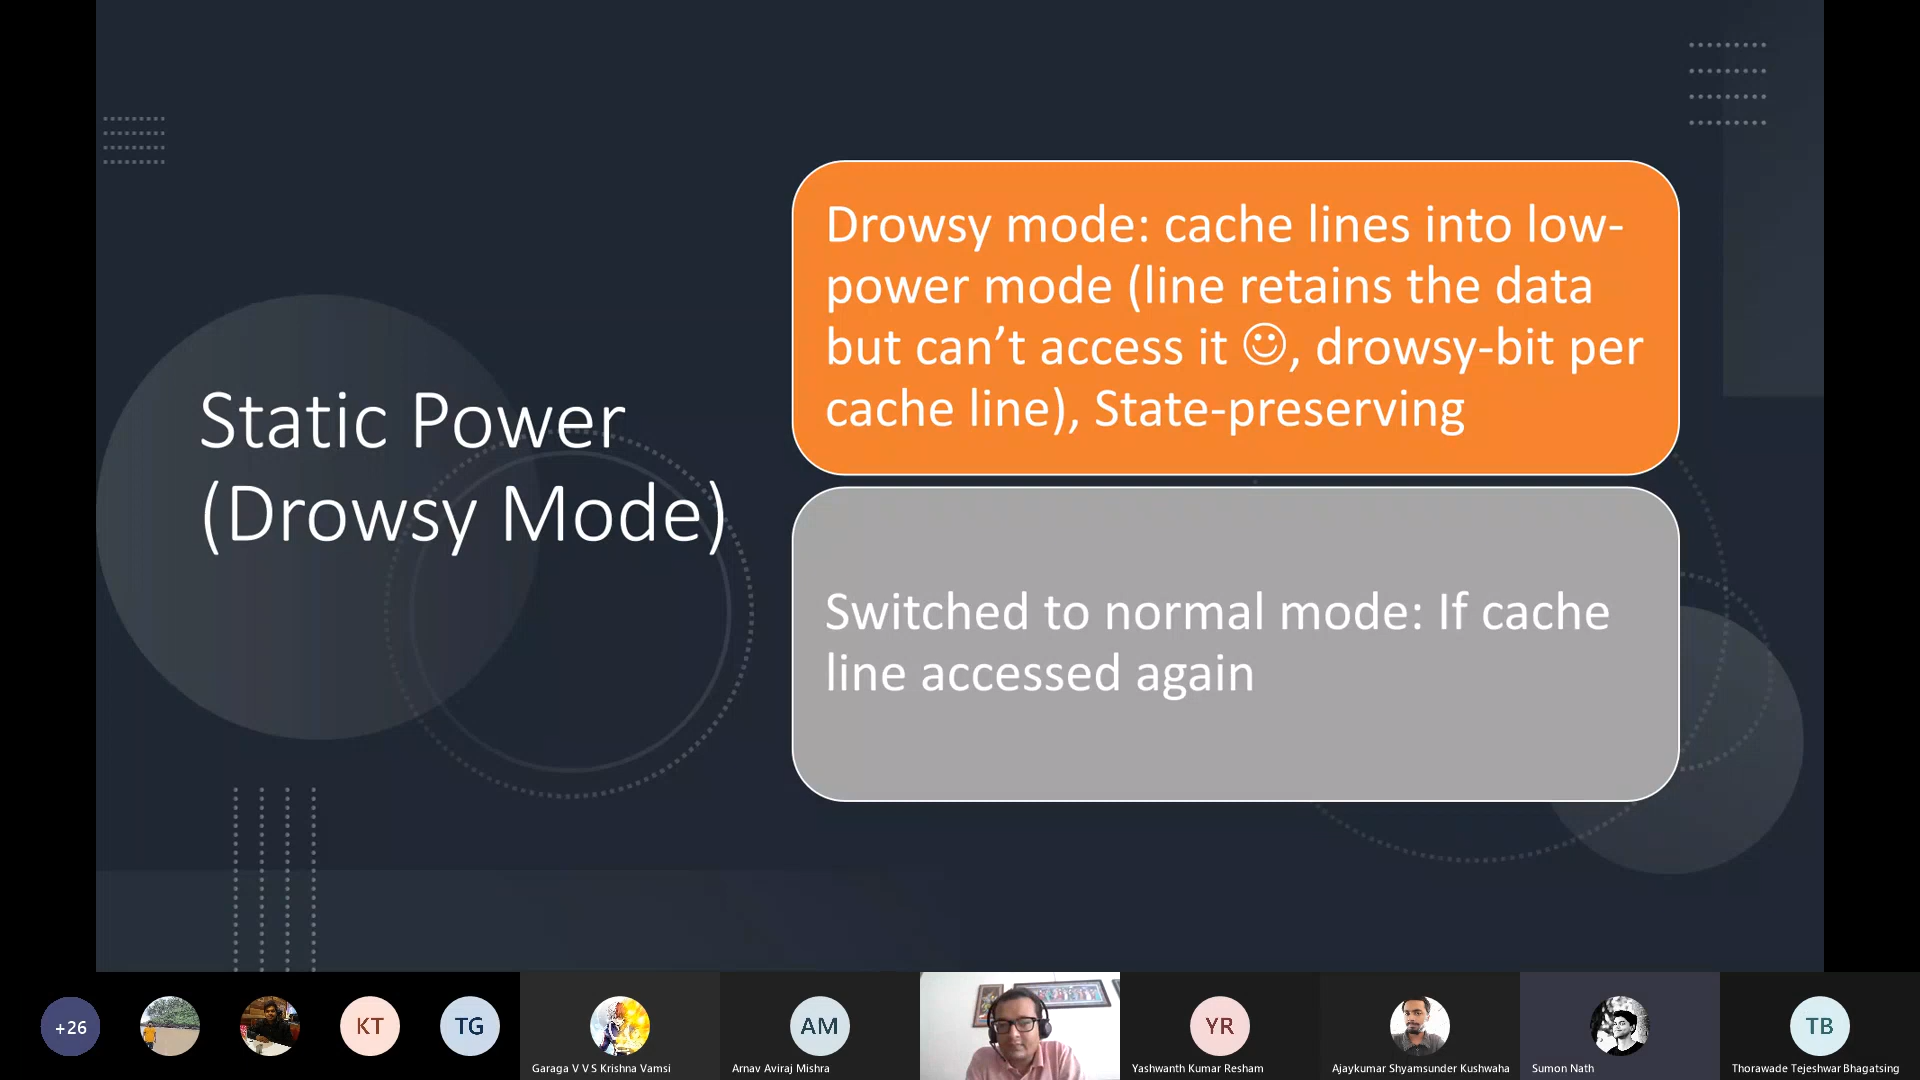 Static Power
(Drowsy Mode)
Drowsy mode: cache lines into low-
power mode (line retains the data
but can’t access it ☺, drowsy-bit per
cache line), State-preserving
Switched to normal mode: If cache
line accessed again
+26
KT
TG
Garaga V V S Krishna Vamsi
AM
Arnav Aviraj Mishra
YR
Yashwanth Kumar Resham
Ajaykumar Shyamsunder Kushwaha
Sumon Nath
TB
Thorawade Tejeshwar Bhagatsing